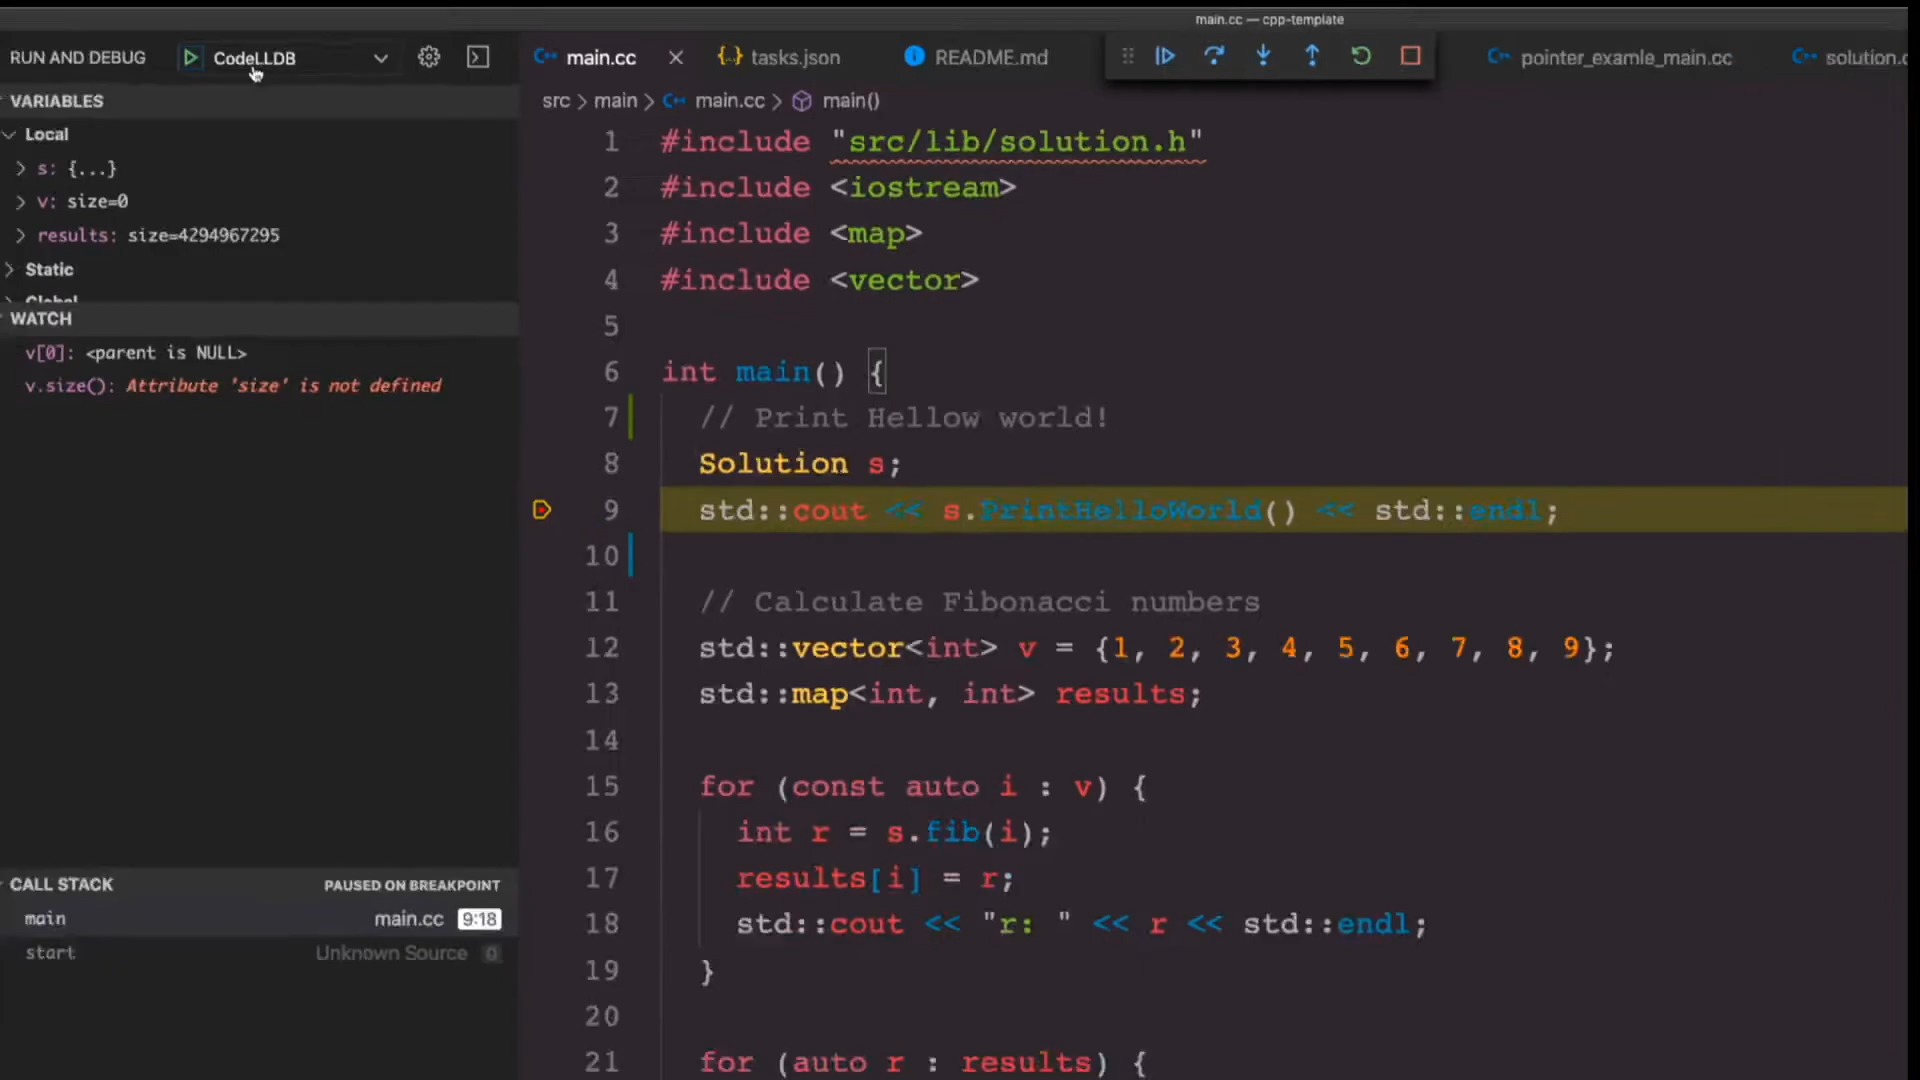 main.cc — cpp-template
RUN AND DEBUG CodeLLDB
main.cc tasks.json README.md pointer_examle_main.cc solution.c
VARIABLES
Local
s: {...}
v: size=0
results: size=4294967295
Static
Global
WATCH
v[0]: <parent is NULL>
v.size(): Attribute 'size' is not defined
CALL STACK PAUSED ON BREAKPOINT
main main.cc 9:18
start Unknown Source 0
src > main > main.cc > main()
1 #include "src/lib/solution.h"
2 #include <iostream>
3 #include <map>
4 #include <vector>
5
6 int main() {
7 // Print Hellow world!
8 Solution s;
9 std::cout << s.PrintHelloWorld() << std::endl;
10
11 // Calculate Fibonacci numbers
12 std::vector<int> v = {1, 2, 3, 4, 5, 6, 7, 8, 9};
13 std::map<int, int> results;
14
15 for (const auto i : v) {
16 int r = s.fib(i);
17 results[i] = r;
18 std::cout << "r: " << r << std::endl;
19 }
20
21 for (auto r : results) {